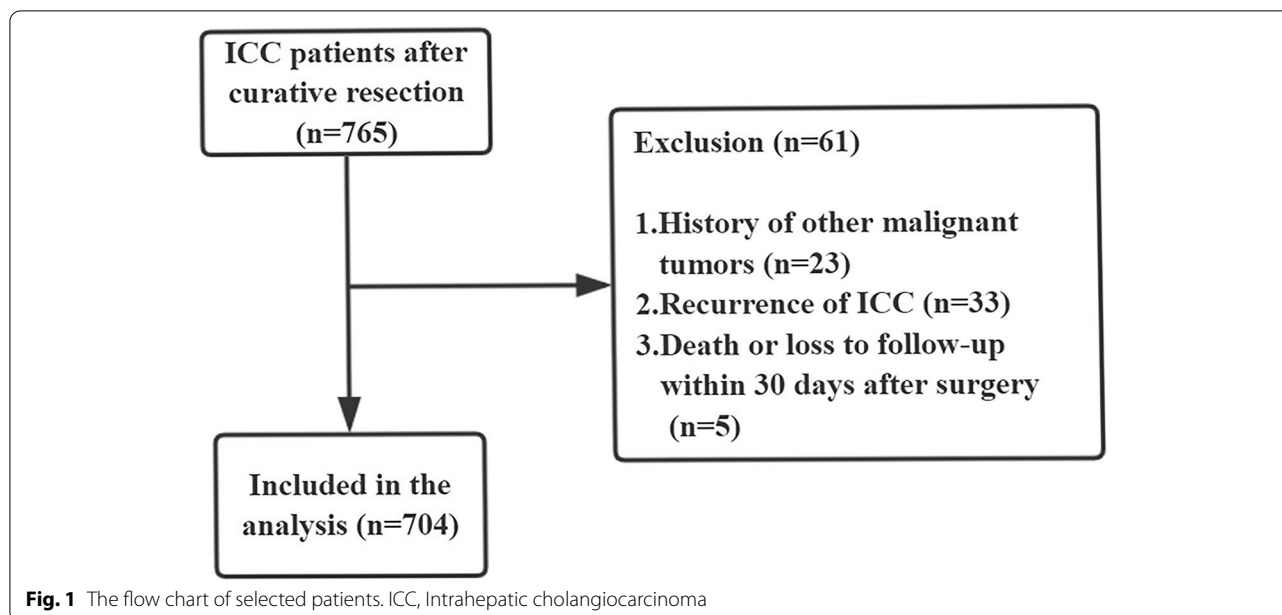 ICC patients after
curative resection
(n=765)
Exclusion (n=61)
1.History of other malignant
tumors (n=23)
2.Recurrence of ICC (n=33)
3.Death or loss to follow-up
within 30 days after surgery
(n=5)
Included in the
analysis (n=704)
Fig. 1 The flow chart of selected patients. ICC, Intrahepatic cholangiocarcinoma